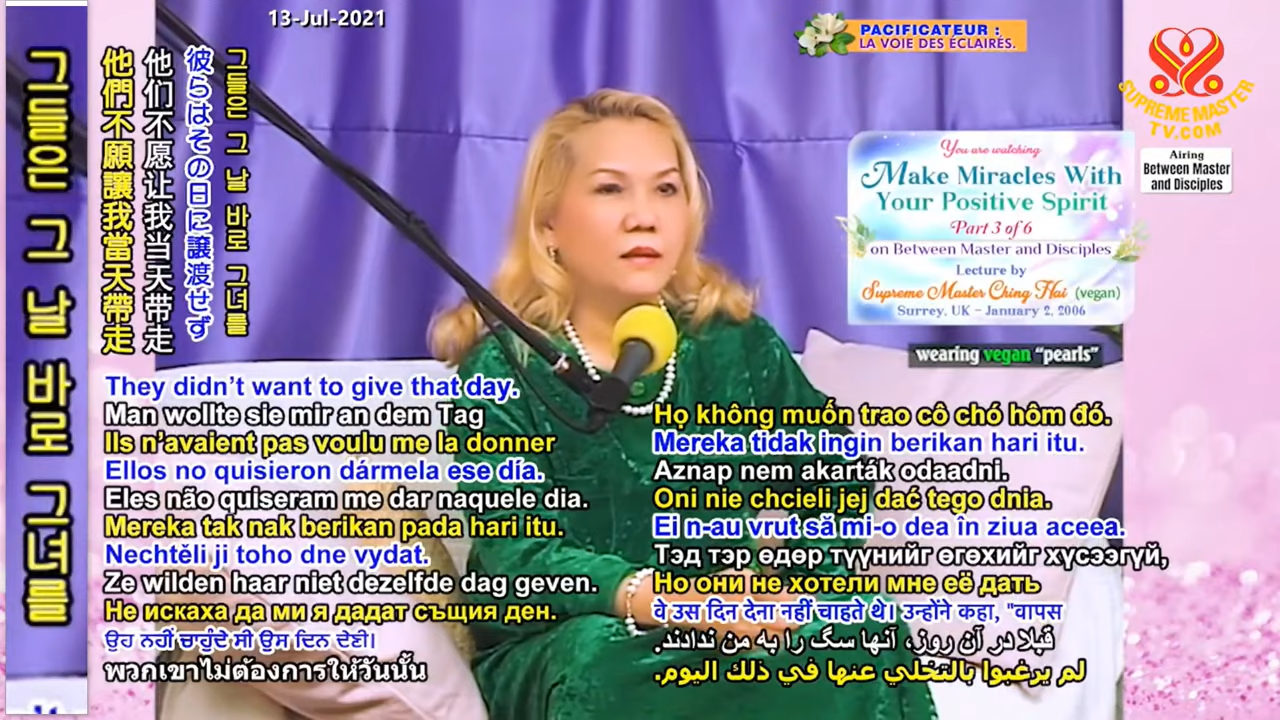 13-Jul-2021
PACIFICATEUR :
LA VOIE DES ÉCLAIRÉS.
SUPREME MASTER
TV.COM
Airing
Between Master
and Disciples
You are watching
Make Miracles With
Your Positive Spirit
Part 3 of 6
on Between Master and Disciples
Lecture by
Supreme Master Ching Hai (vegan)
Surrey, UK – January 2, 2006
wearing vegan “pearls”
그들은 그 날 바로 그녀를
他們不願讓我當天帶走
他们不愿让我当天带走
彼らはその日に譲渡せず
그들은 그 날 바로 그녀를
They didn’t want to give that day.
Man wollte sie mir an dem Tag
Ils n’avaient pas voulu me la donner
Ellos no quisieron dármela ese día.
Eles não quiseram me dar naquele dia.
Mereka tak nak berikan pada hari itu.
Nechtěli ji toho dne vydat.
Ze wilden haar niet dezelfde dag geven.
Не искаха да ми я дадат същия ден.
ਉਹ ਨਹੀਂ ਚਾਹੁੰਦੇ ਸੀ ਉਸ ਦਿਨ ਦੇਣੀ।
พวกเขาไม่ต้องการให้วันนั้น
Họ không muốn trao cô chó hôm đó.
Mereka tidak ingin berikan hari itu.
Aznap nem akarták odaadni.
Oni nie chcieli jej dać tego dnia.
Ei n-au vrut să mi-o dea în ziua aceea.
Тэд тэр өдөр түүнийг өгөхийг хүсээгүй,
Но они не хотели мне её дать
वे उस दिन देना नहीं चाहते थे। उन्होंने कहा, "वापस
قبلا در آن روز، آنها سگ را به من ندادند.
لم يرغبوا بالتخلي عنها في ذلك اليوم.